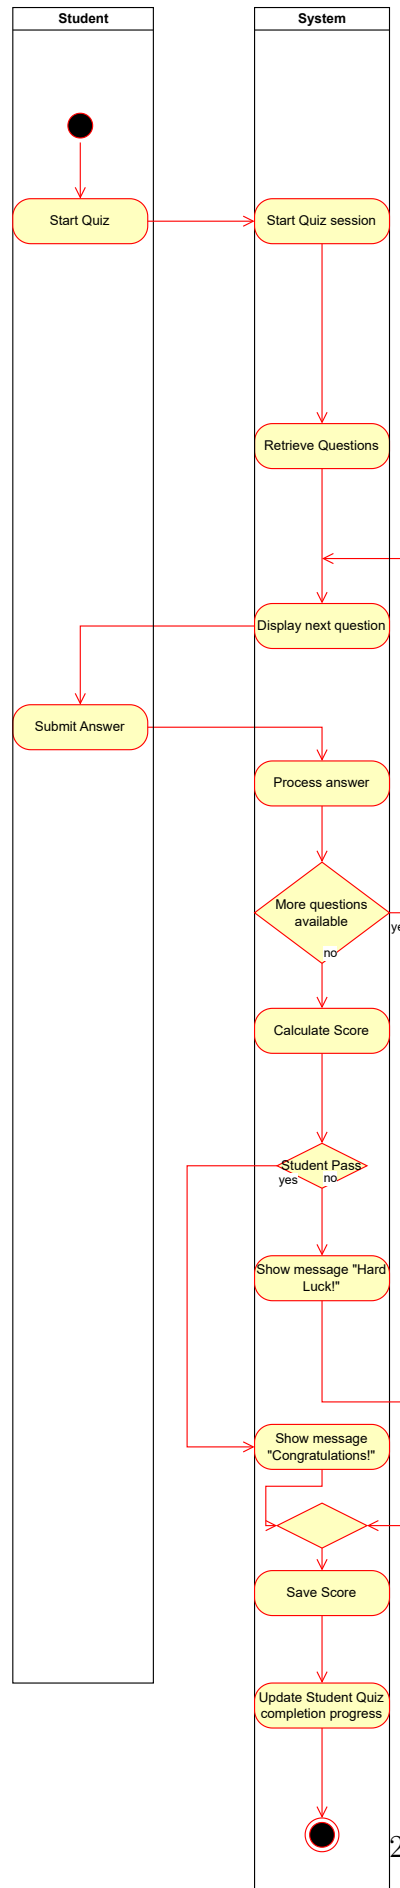 Student
System
Start Quiz
Start Quiz session
Retrieve Questions
Display next question
Submit Answer
Process answer
More questions
available
ye
no
Calculate Score
Student Pass
yes
no
Show message "Hard
Luck!"
Show message
"Congratulations!"
Save Score
Update Student Quiz
completion progress
2